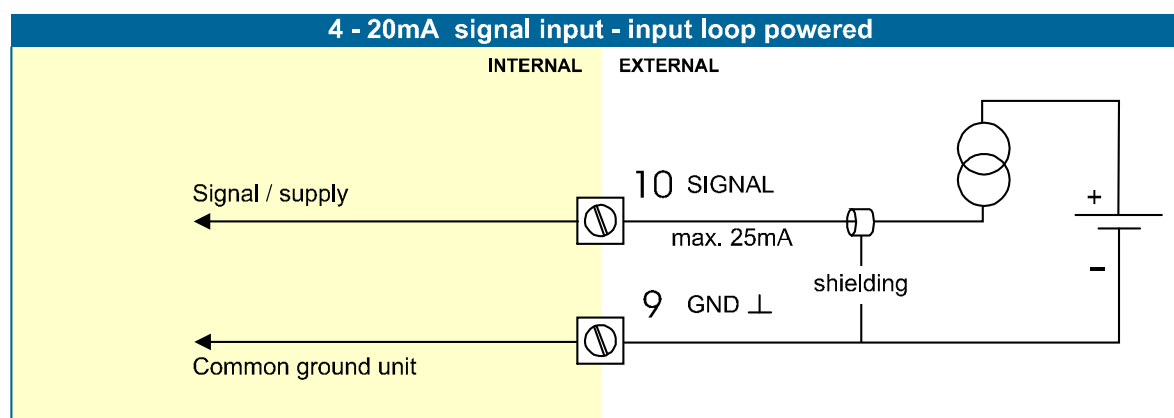 4 - 20mA signal input - input loop powered
INTERNAL EXTERNAL
Signal / supply
10 SIGNAL
max. 25mA
+
-
shielding
9 GND ⊥
Common ground unit